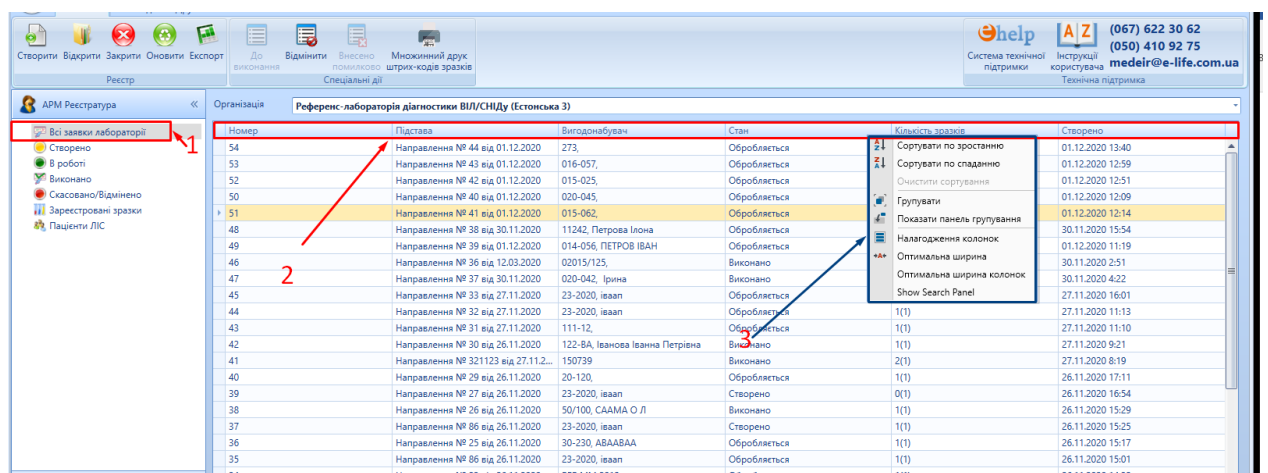 Створити Відкрити Закрити Оновити Експорт
Реєстр
До виконання
Відмінити
Внесено помилково
Множинний друк штрих-кодів зразків
Спеціальні дії
ehelp
Система технічної підтримки
A Z
Інструкції користувача
(067) 622 30 62
(050) 410 92 75
medeir@e-life.com.ua
Технічна підтримка
АРМ Реєстратура
Всі заявки лабораторії
1
Створено
В роботі
Виконано
Скасовано/Відмінено
Зареєстровані зразки
Пацієнти ЛІС
Організація Референс-лабораторія діагностики ВІЛ/СНІДу (Естонська 3)
Номер Підстава Вигодонабувач Стан Кількість зразків Створено
54 Направлення № 44 від 01.12.2020 273, Обробляється 01.12.2020 13:40
53 Направлення № 43 від 01.12.2020 016-057, Обробляється 01.12.2020 12:59
52 Направлення № 42 від 01.12.2020 015-025, Обробляється 01.12.2020 12:51
50 Направлення № 40 від 01.12.2020 020-045, Обробляється 01.12.2020 12:09
51 Направлення № 41 від 01.12.2020 015-062, Обробляється 01.12.2020 12:14
48 Направлення № 38 від 30.11.2020 11242, Петрова Ілона Обробляється 30.11.2020 15:54
49 Направлення № 39 від 01.12.2020 014-056, ПЕТРОВ ІВАН Обробляється 01.12.2020 11:19
46 Направлення № 36 від 12.03.2020 02015/125, Виконано 30.11.2020 2:51
47 Направлення № 37 від 30.11.2020 020-042, Ірина Виконано 30.11.2020 4:22
45 Направлення № 33 від 27.11.2020 23-2020, іваап Обробляється 27.11.2020 16:01
44 Направлення № 32 від 27.11.2020 23-2020, іваап Обробляється 1(1) 27.11.2020 11:13
43 Направлення № 31 від 27.11.2020 111-12, Обробляється 1(1) 27.11.2020 11:10
42 Направлення № 30 від 26.11.2020 122-ВА, Іванова Іванна Петрівна Виконано 1(1) 27.11.2020 9:21
41 Направлення № 321123 від 27.11.2... 150739 Виконано 2(1) 27.11.2020 8:19
40 Направлення № 29 від 26.11.2020 20-120, Обробляється 1(1) 26.11.2020 17:11
39 Направлення № 27 від 26.11.2020 23-2020, іваап Створено 0(1) 26.11.2020 16:54
38 Направлення № 26 від 26.11.2020 50/100, СААМА О Л Виконано 1(1) 26.11.2020 15:29
37 Направлення № 86 від 26.11.2020 23-2020, іваап Створено 1(1) 26.11.2020 15:25
36 Направлення № 25 від 26.11.2020 30-230, АВААВАА Обробляється 1(1) 26.11.2020 15:17
35 Направлення № 86 від 26.11.2020 23-2020, іваап Обробляється 1(1) 26.11.2020 15:01
2
3
Сортувати по зростанню
Сортувати по спаданню
Очистити сортування
Групувати
Показати панель групування
Налагодження колонок
Оптимальна ширина
Оптимальна ширина колонок
Show Search Panel